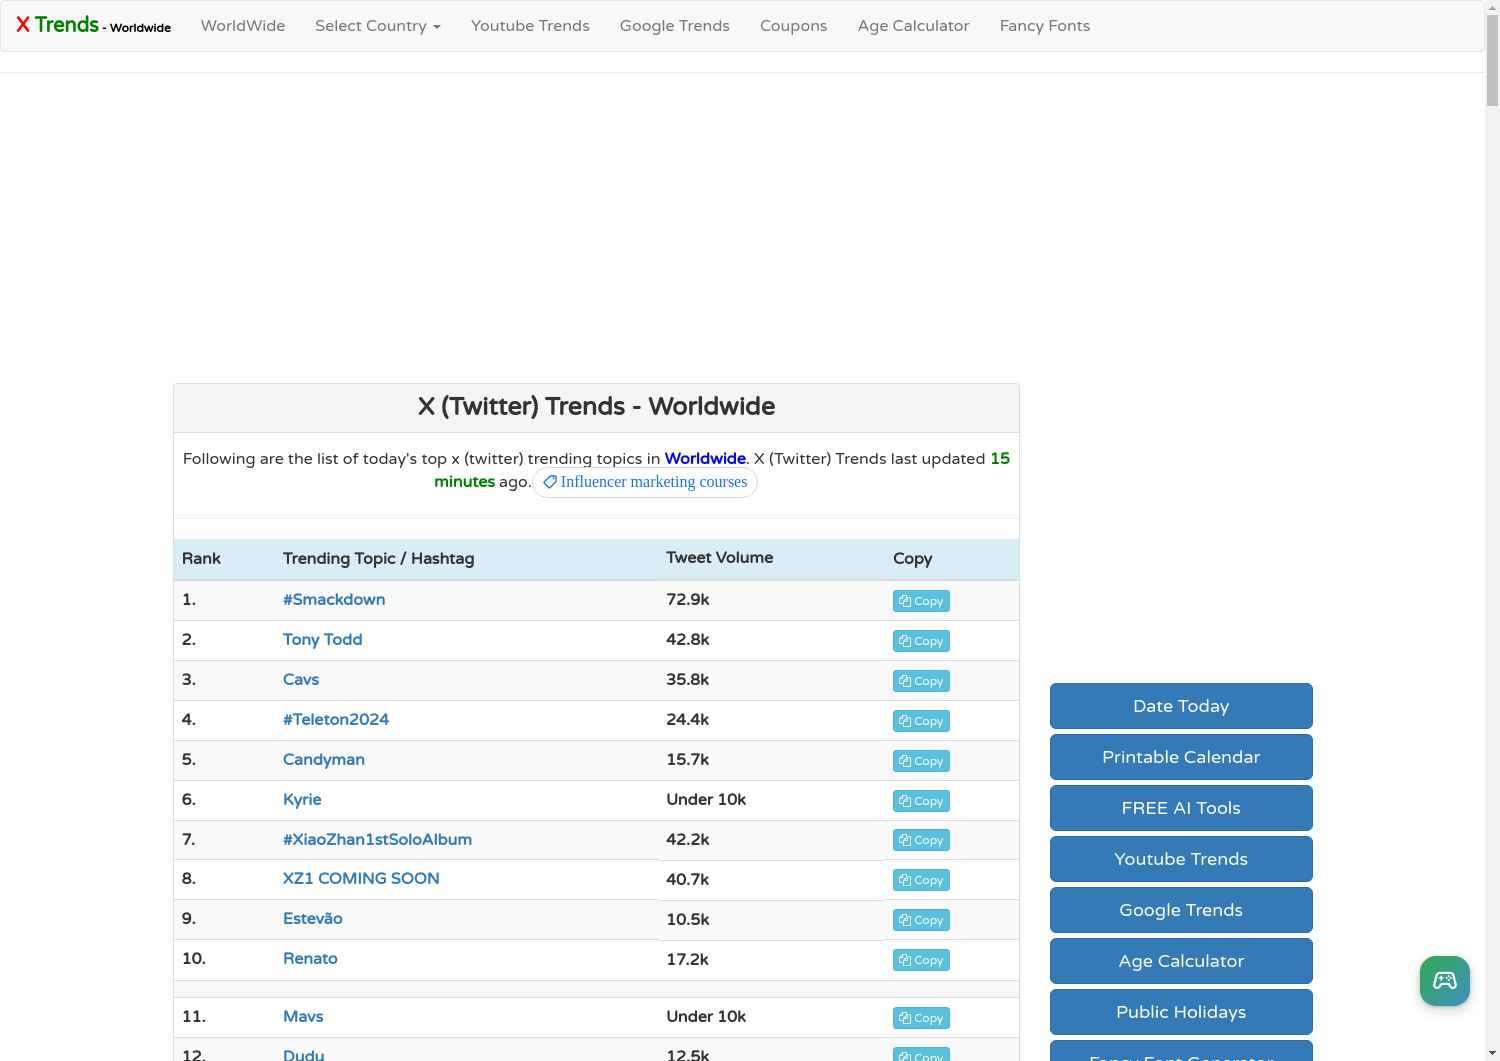 X Trends - Worldwide WorldWide Select Country Youtube Trends Google Trends Coupons Age Calculator Fancy Fonts
X (Twitter) Trends - Worldwide
Following are the list of today's top x (twitter) trending topics in Worldwide. X (Twitter) Trends last updated 15
minutes ago. Influencer marketing courses
Rank Trending Topic / Hashtag Tweet Volume Copy
1. #Smackdown 72.9k Copy
2. Tony Todd 42.8k Copy
3. Cavs 35.8k Copy
4. #Teleton2024 24.4k Copy
5. Candyman 15.7k Copy
6. Kyrie Under 10k Copy
7. #XiaoZhan1stSoloAlbum 42.2k Copy
8. XZ1 COMING SOON 40.7k Copy
9. Estevão 10.5k Copy
10. Renato 17.2k Copy
11. Mavs Under 10k Copy
12. Dudu 12.5k Copy
Date Today
Printable Calendar
FREE AI Tools
Youtube Trends
Google Trends
Age Calculator
Public Holidays
Fancy Font Generator